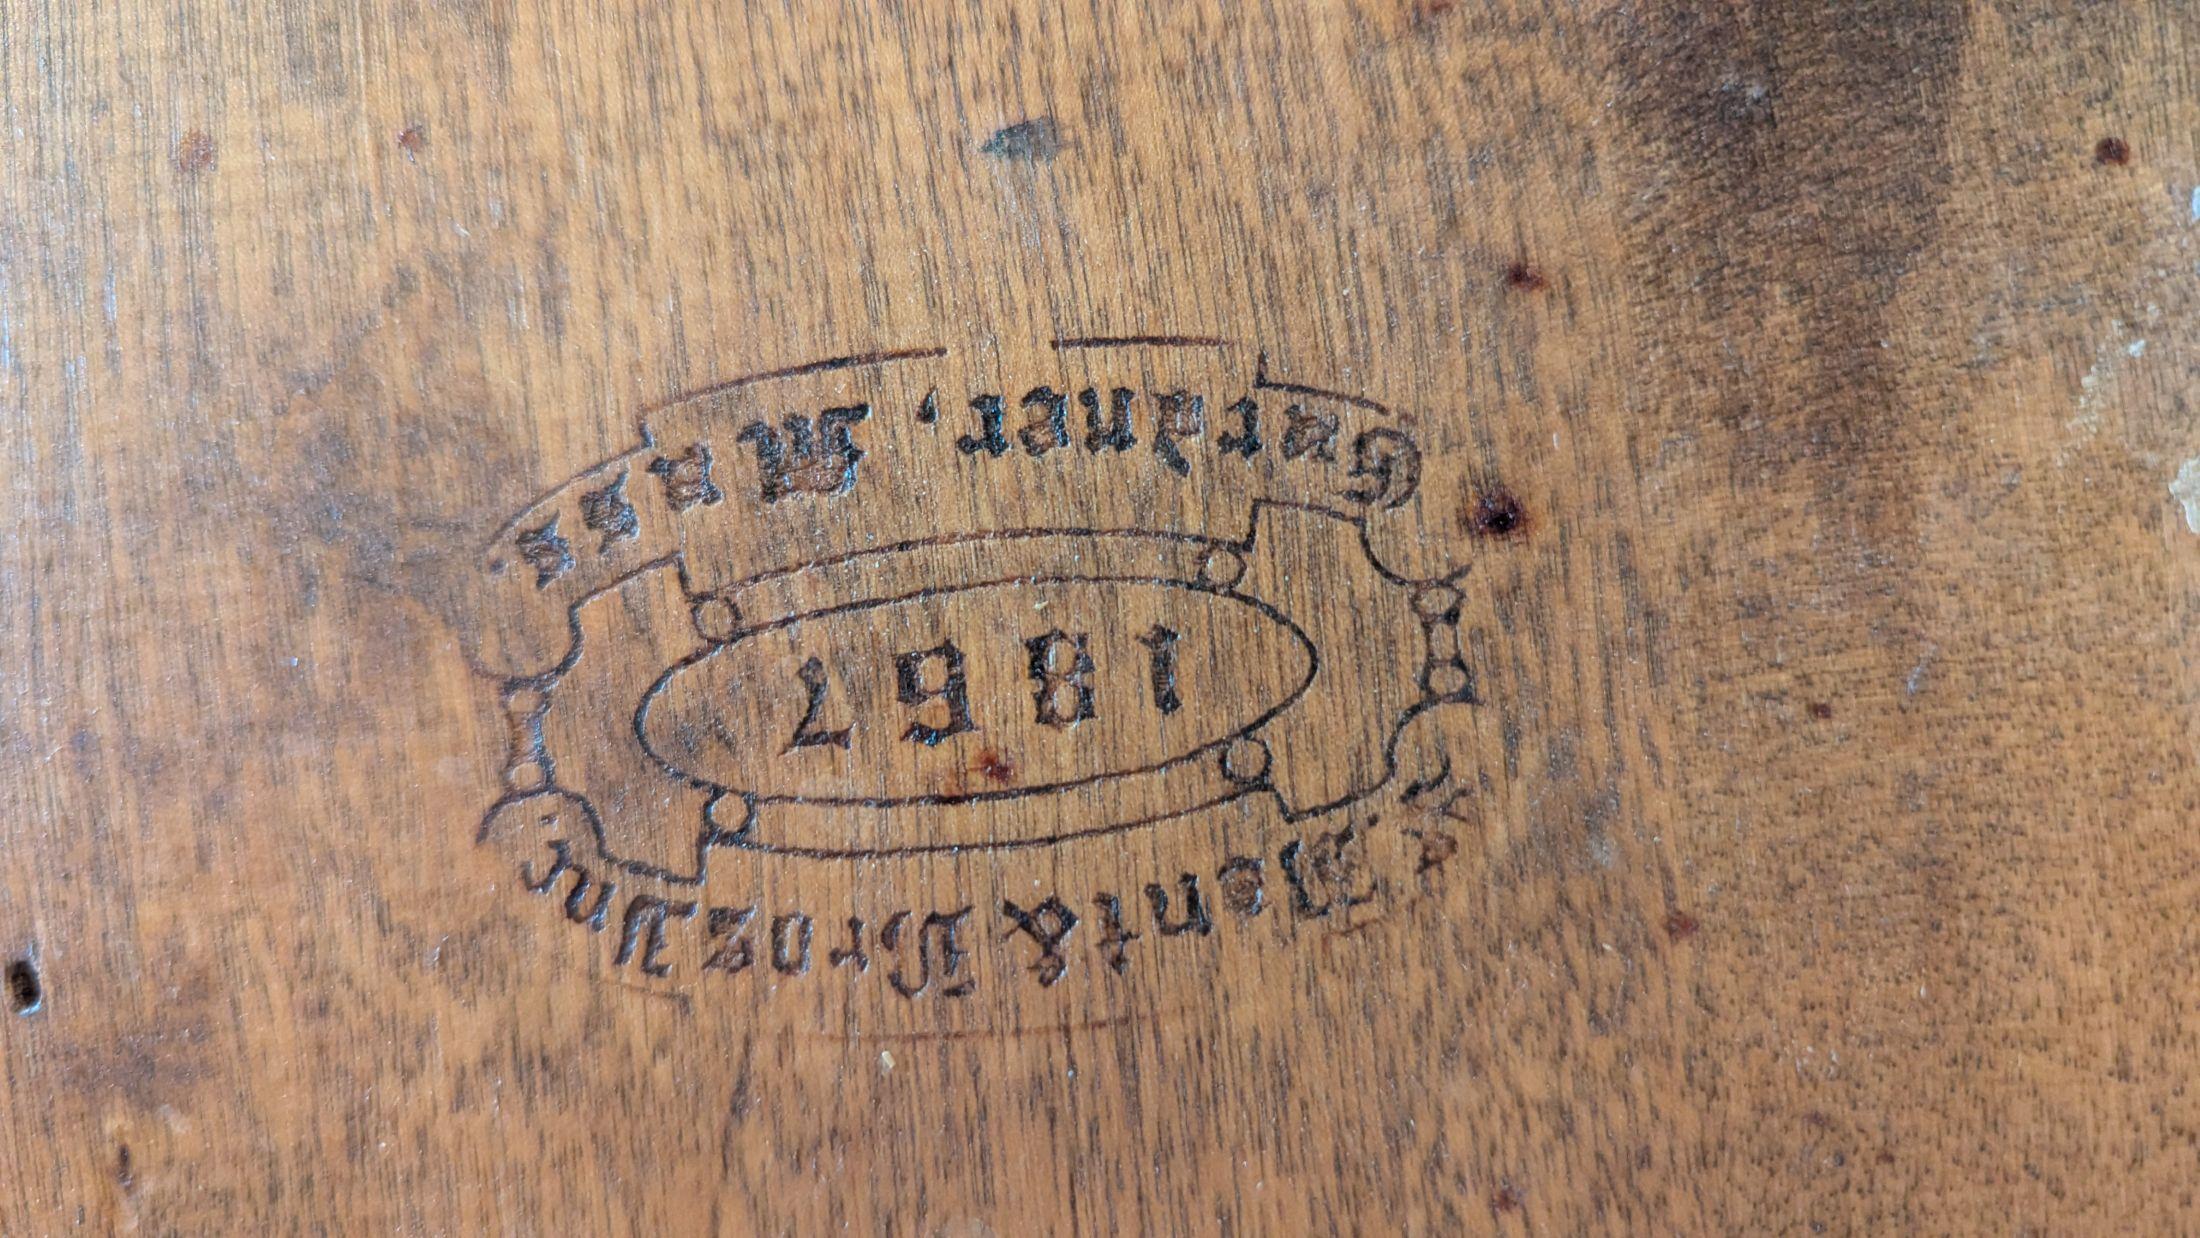 S. Bent & Bros Inc.
1867
Gardner, Mass.